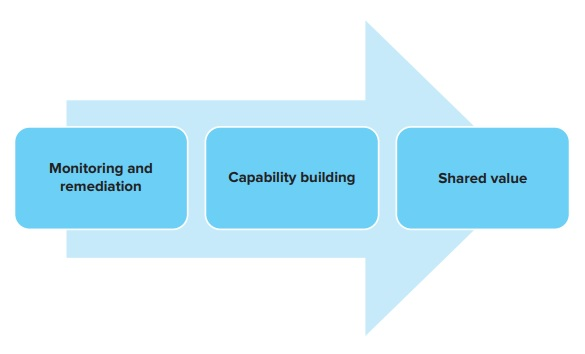 Monitoring and
remediation
Capability building
Shared value